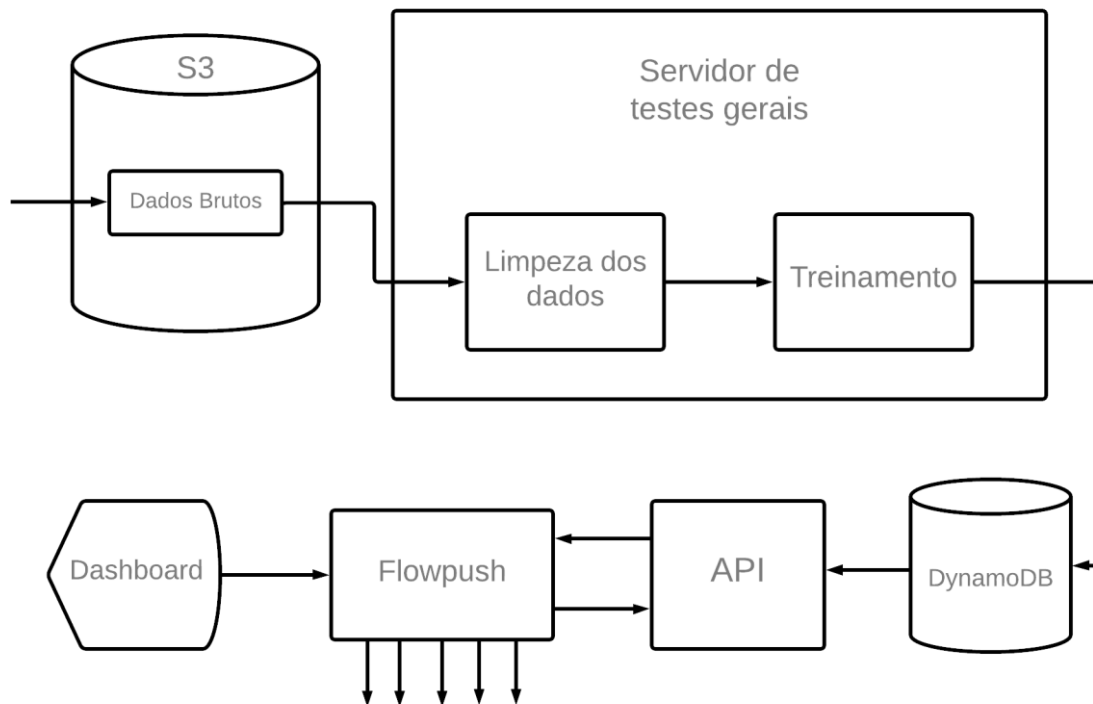 S3
Dados Brutos
Servidor de
testes gerais
Limpeza dos
dados
Treinamento
Dashboard
Flowpush
API
DynamoDB